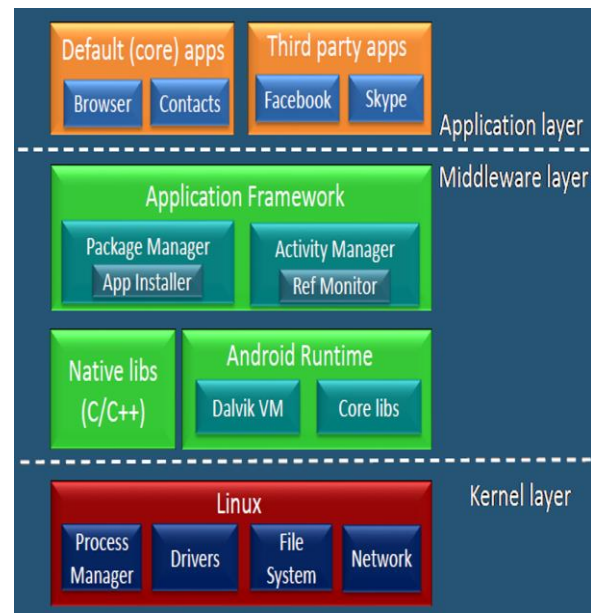 Default (core) apps
Browser
Contacts
Third party apps
Facebook
Skype
Application layer
Middleware layer
Application Framework
Package Manager
App Installer
Activity Manager
Ref Monitor
Native libs
(C/C++)
Android Runtime
Dalvik VM
Core libs
Kernel layer
Linux
Process
Manager
Drivers
File
System
Network